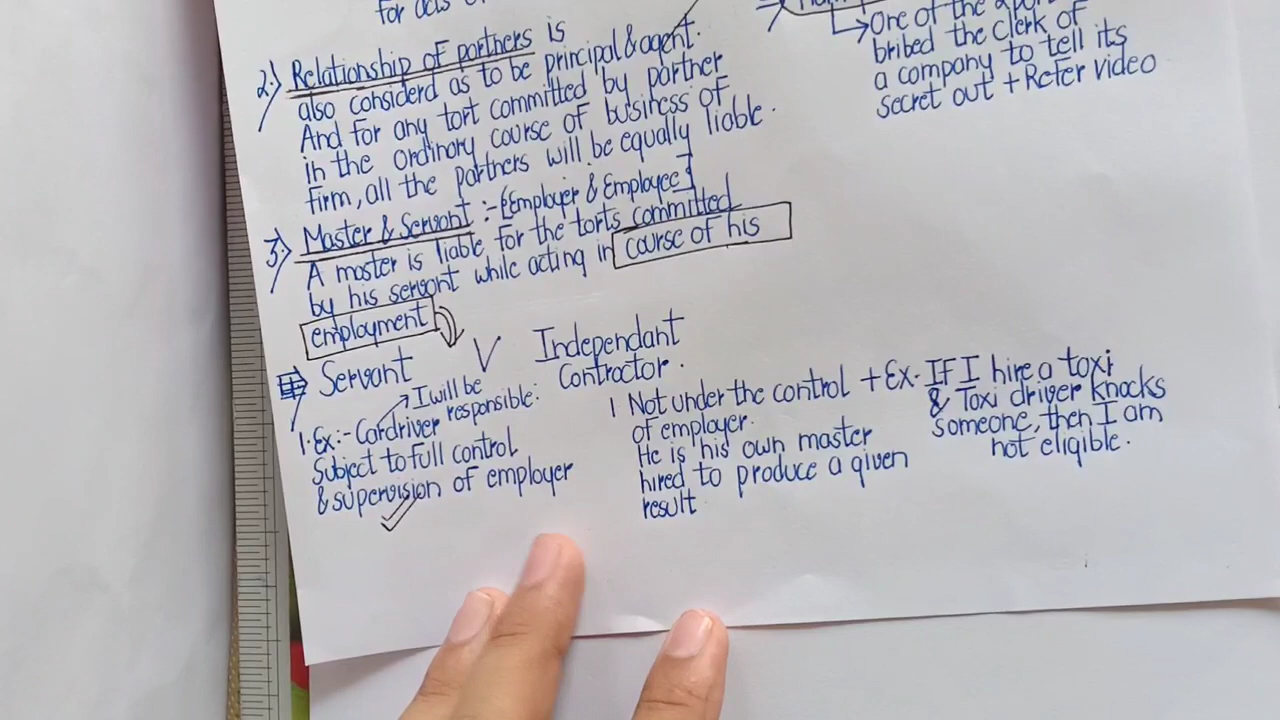 for acts
2.) Relationship of partners is
also considerd as to be principal & agent.
And for any tort committed by partner
in the ordinary course of business of
firm, all the partners will be equally liable.
3.) Master & Servant :- [Employer & Employee]
A master is liable for the torts committed
by his servant while acting in course of his
employment
Servant V Independant
Contractor.
I will be
responsible:
1. Ex:- Car driver
Subject to full control
& supervision of employer
1 Not under the control
of employer.
He is his own master
hired to produce a given
result
+ Ex- IF I hire a taxi
& Taxi driver knocks
someone, then I am
not eligible.
One of the
bribed the clerk of
a company to tell its
secret out + Refer video